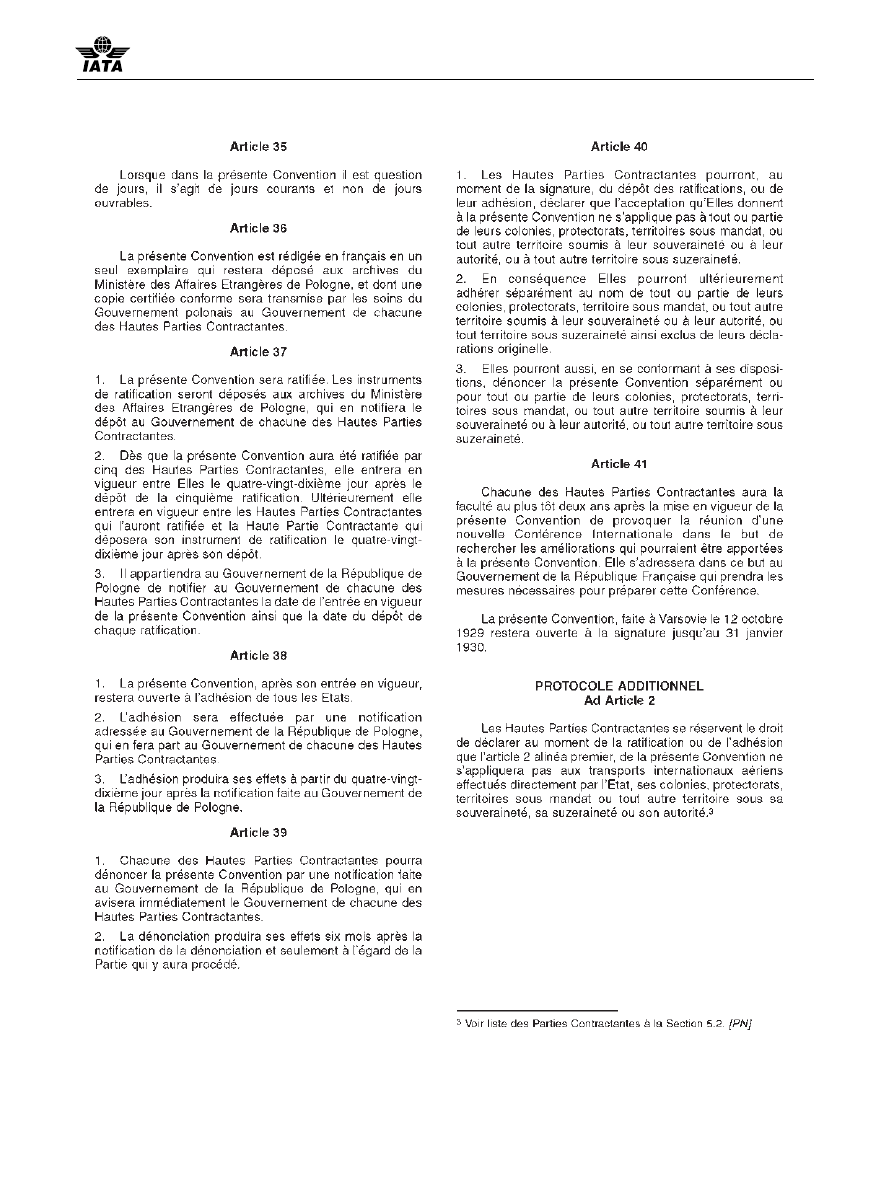 IATA
Article 35
Lorsque dans la présente Convention il est question
de jours, il s'agit de jours courants et non de jours
ouvrables.
Article 36
La présente Convention est rédigée en français en un
seul exemplaire qui restera déposé aux archives du
Ministère des Affaires Etrangères de Pologne, et dont une
copie certifiée conforme sera transmise par les soins du
Gouvernement polonais au Gouvernement de chacune
des Hautes Parties Contractantes.
Article 37
1. La présente Convention sera ratifiée. Les instruments
de ratification seront déposés aux archives du Ministère
des Affaires Etrangères de Pologne, qui en notifiera le
dépôt au Gouvernement de chacune des Hautes Parties
Contractantes.
2. Dès que la présente Convention aura été ratifiée par
cinq des Hautes Parties Contractantes, elle entrera en
vigueur entre Elles le quatre-vingt-dixième jour après le
dépôt de la cinquième ratification. Ultérieurement elle
entrera en vigueur entre les Hautes Parties Contractantes
qui l'auront ratifiée et la Haute Partie Contractante qui
déposera son instrument de ratification le quatre-vingt-
dixième jour après son dépôt.
3. Il appartiendra au Gouvernement de la République de
Pologne de notifier au Gouvernement de chacune des
Hautes Parties Contractantes la date de l'entrée en vigueur
de la présente Convention ainsi que la date du dépôt de
chaque ratification.
Article 38
1. La présente Convention, après son entrée en vigueur,
restera ouverte à l'adhésion de tous les Etats.
2. L'adhésion sera effectuée par une notification
adressée au Gouvernement de la République de Pologne,
qui en fera part au Gouvernement de chacune des Hautes
Parties Contractantes.
3. L'adhésion produira ses effets à partir du quatre-vingt-
dixième jour après la notification faite au Gouvernement de
la République de Pologne.
Article 39
1. Chacune des Hautes Parties Contractantes pourra
dénoncer la présente Convention par une notification faite
au Gouvernement de la République de Pologne, qui en
avisera immédiatement le Gouvernement de chacune des
Hautes Parties Contractantes.
2. La dénonciation produira ses effets six mois après la
notification de la dénonciation et seulement à l'égard de la
Partie qui y aura procédé.
Article 40
1. Les Hautes Parties Contractantes pourront, au
moment de la signature, du dépôt des ratifications, ou de
leur adhésion, déclarer que l'acceptation qu'Elles donnent
à la présente Convention ne s'applique pas à tout ou partie
de leurs colonies, protectorats, territoires sous mandat, ou
tout autre territoire soumis à leur souveraineté ou à leur
autorité, ou à tout autre territoire sous suzeraineté.
2. En conséquence Elles pourront ultérieurement
adhérer séparément au nom de tout ou partie de leurs
colonies, protectorats, territoire sous mandat, ou tout autre
territoire soumis à leur souveraineté ou à leur autorité, ou
tout territoire sous suzeraineté ainsi exclus de leurs décla-
rations originelle.
3. Elles pourront aussi, en se conformant à ses disposi-
tions, dénoncer la présente Convention séparément ou
pour tout ou partie de leurs colonies, protectorats, terri-
toires sous mandat, ou tout autre territoire soumis à leur
souveraineté ou à leur autorité, ou tout autre territoire sous
suzeraineté.
Article 41
Chacune des Hautes Parties Contractantes aura la
faculté au plus tôt deux ans après la mise en vigueur de la
présente Convention de provoquer la réunion d'une
nouvelle Conférence Internationale dans le but de
rechercher les améliorations qui pourraient être apportées
à la présente Convention. Elle s'adressera dans ce but au
Gouvernement de la République Française qui prendra les
mesures nécessaires pour préparer cette Conférence.
La présente Convention, faite à Varsovie le 12 octobre
1929 restera ouverte à la signature jusqu'au 31 janvier
1930.
PROTOCOLE ADDITIONNEL
Ad Article 2
Les Hautes Parties Contractantes se réservent le droit
de déclarer au moment de la ratification ou de l'adhésion
que l'article 2 alinéa premier, de la présente Convention ne
s'appliquera pas aux transports internationaux aériens
effectués directement par l'Etat, ses colonies, protectorats,
territoires sous mandat ou tout autre territoire sous sa
souveraineté, sa suzeraineté ou son autorité.³
³ Voir liste des Parties Contractantes à la Section 5.2. [PN]